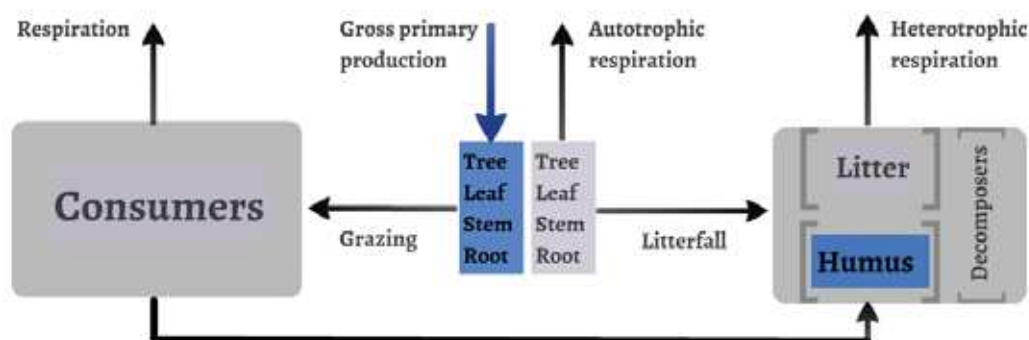 Respiration
Gross primary
production
Autotrophic
respiration
Heterotrophic
respiration
Consumers
Grazing
Tree
Leaf
Stem
Root
Tree
Leaf
Stem
Root
Litterfall
Litter
Humus
Decomposers